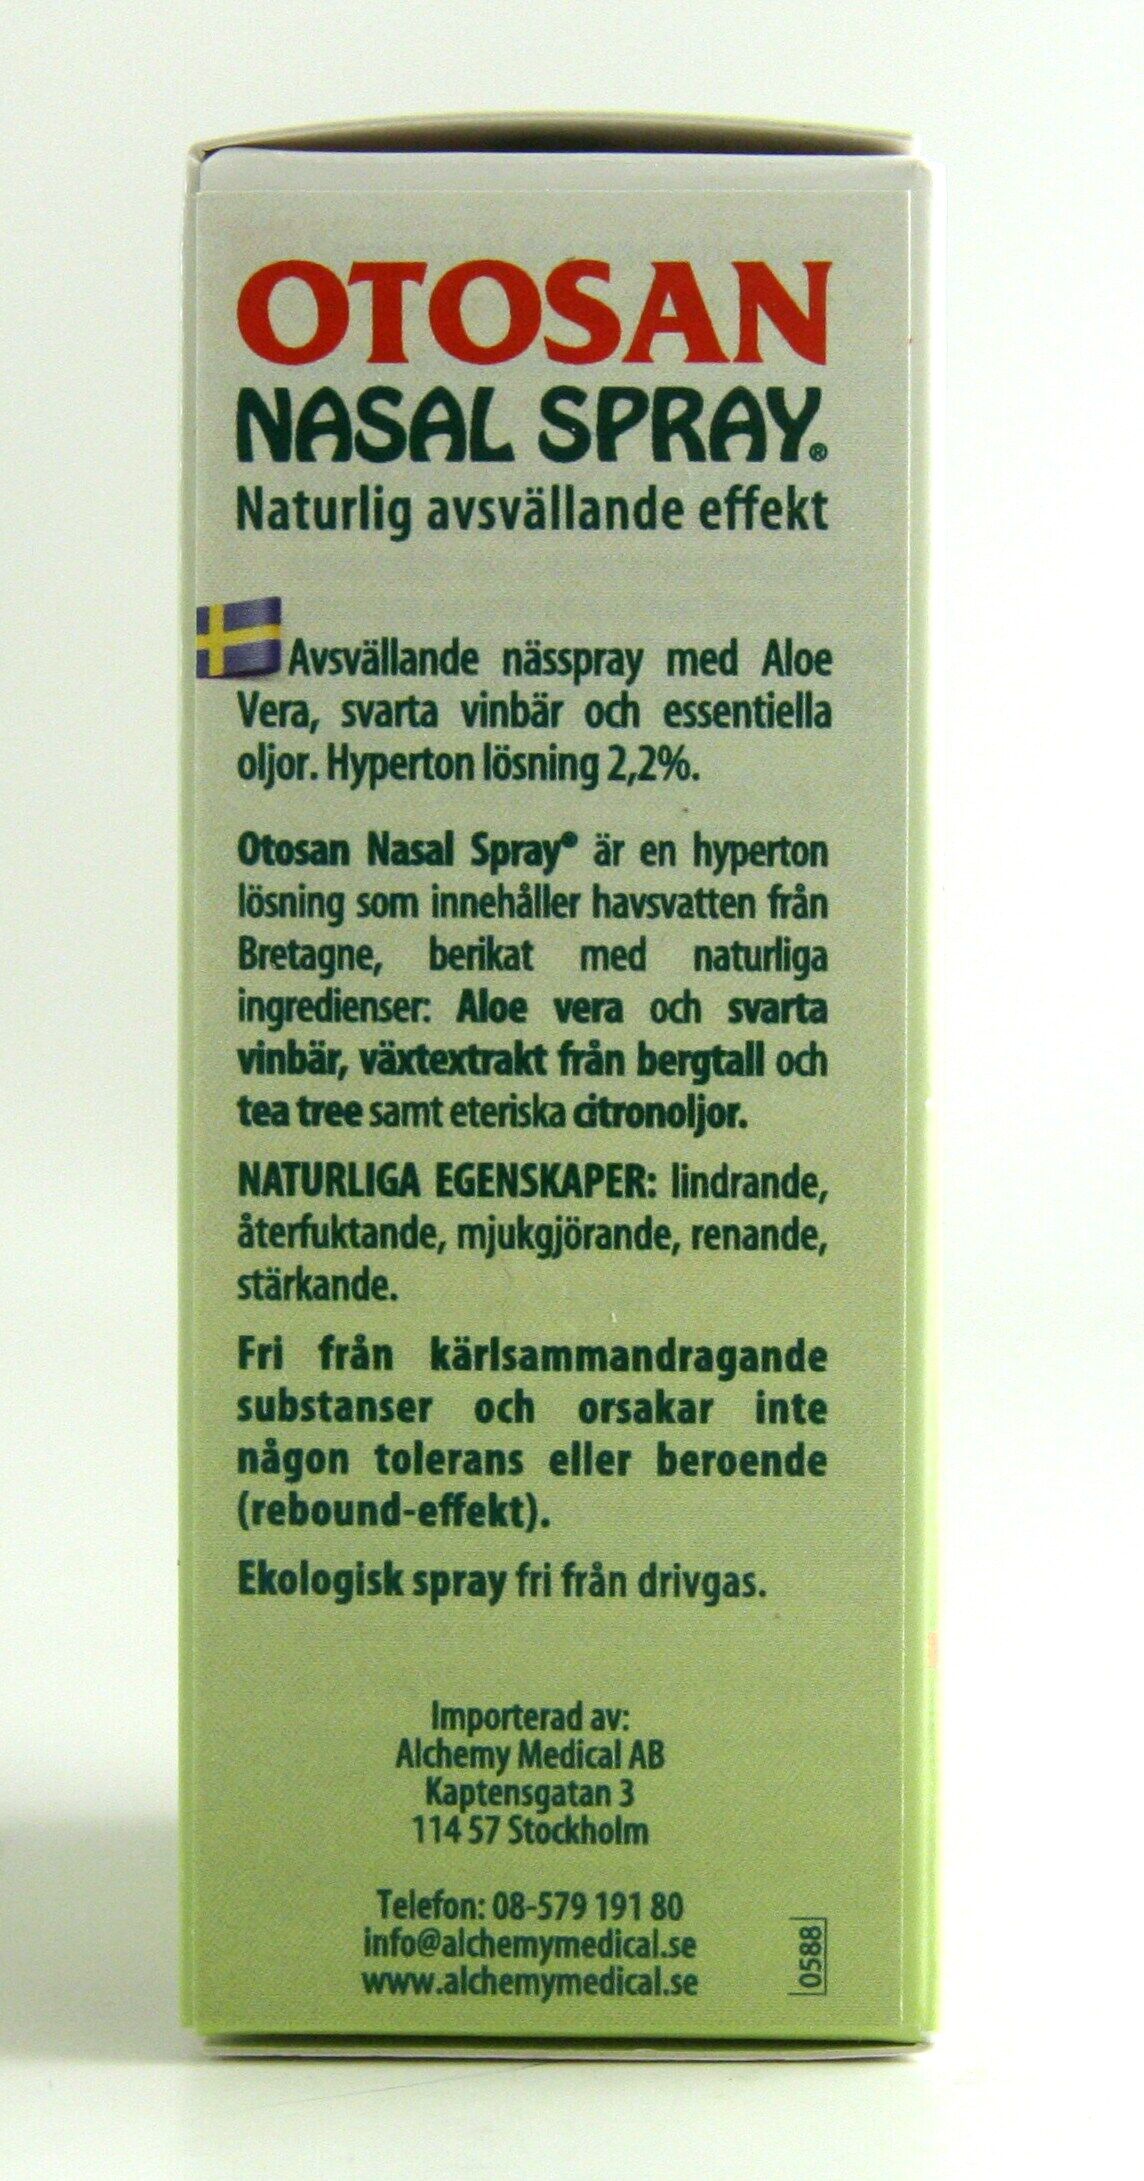 OTOSAN
NASAL SPRAY®
Naturlig avsvällande effekt
Avsvällande nässpray med Aloe
Vera, svarta vinbär och essentiella
oljor. Hyperton lösning 2,2%.
Otosan Nasal Spray® är en hyperton
lösning som innehåller havsvatten från
Bretagne, berikat med naturliga
ingredienser: Aloe vera och svarta
vinbär, växtextrakt från bergtall och
tea tree samt eteriska citronoljor.
NATURLIGA EGENSKAPER: lindrande,
återfuktande, mjukgjörande, renande,
stärkande.
Fri från kärlsammandragande
substanser och orsakar inte
någon tolerans eller beroende
(rebound-effekt).
Ekologisk spray fri från drivgas.
Importerad av:
Alchemy Medical AB
Kaptensgatan 3
114 57 Stockholm
Telefon: 08-579 191 80
info@alchemymedical.se
www.alchemymedical.se
0588